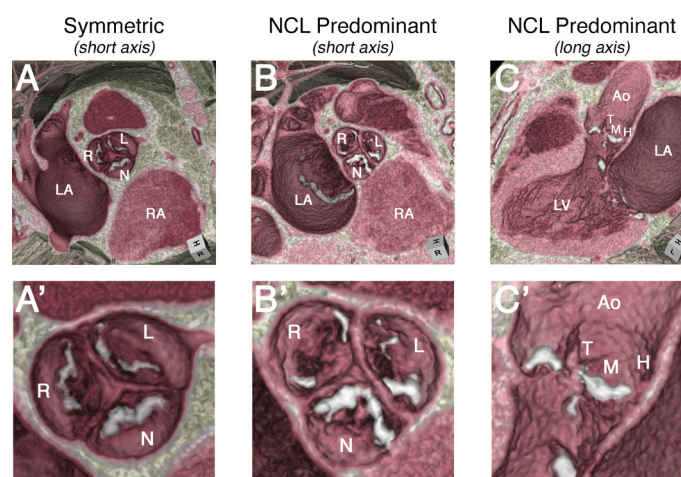 Symmetric
(short axis)
NCL Predominant
(short axis)
NCL Predominant
(long axis)
A
L
R
N
LA
RA
H
R
B
R
L
N
LA
RA
H
R
C
Ao
T
M
H
LA
LV
H
L
A'
L
R
N
B'
R
L
N
C'
Ao
T
M
H